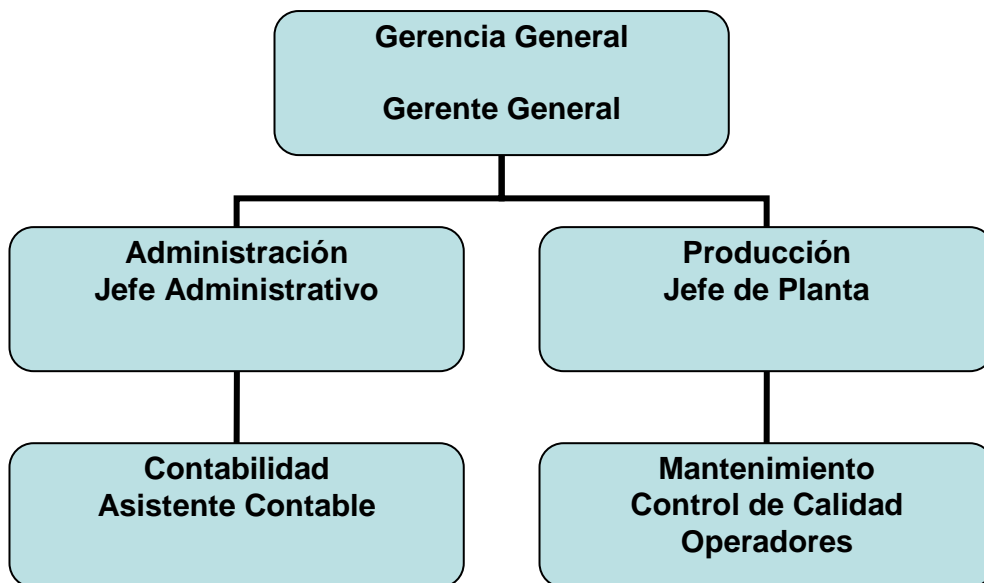 Gerencia General
Gerente General
Administración
Jefe Administrativo
Producción
Jefe de Planta
Contabilidad
Asistente Contable
Mantenimiento
Control de Calidad
Operadores